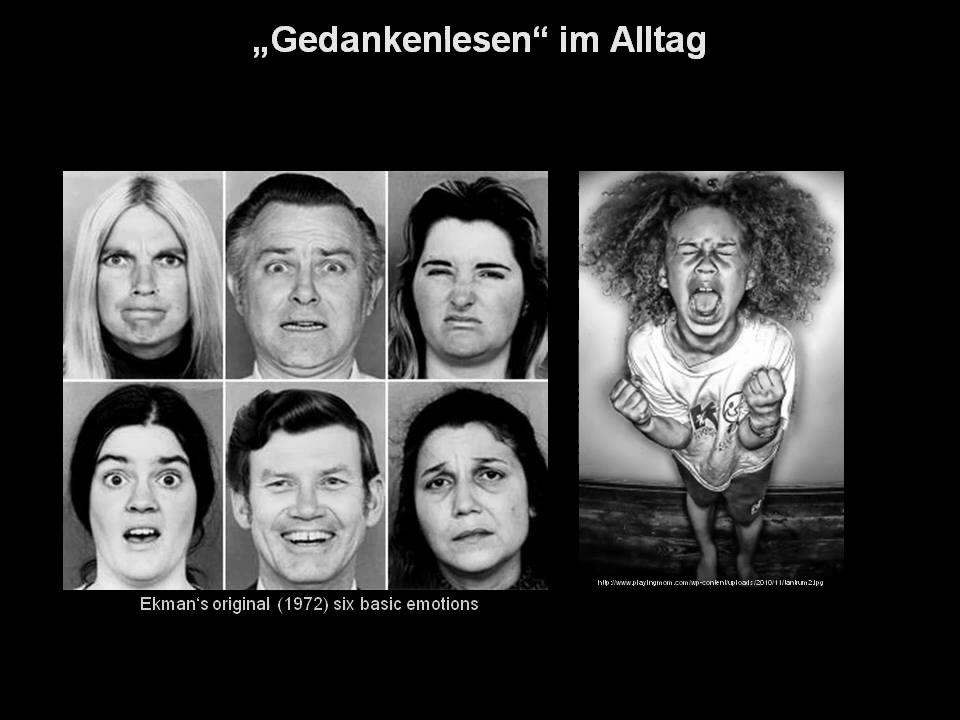 „Gedankenlesen“ im Alltag
http://www.playingmom.com/wp-content/uploads/2010/11/tantrum2.jpg
Ekman‘s original (1972) six basic emotions